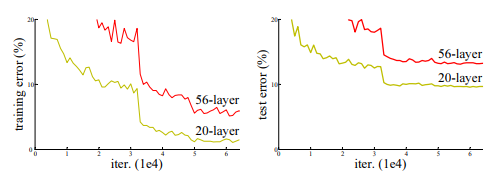 training error (%)
20
10
0
56-layer
20-layer
0 1 2 3 4 5 6
iter. (1e4)
test error (%)
20
10
0
56-layer
20-layer
0 1 2 3 4 5 6
iter. (1e4)